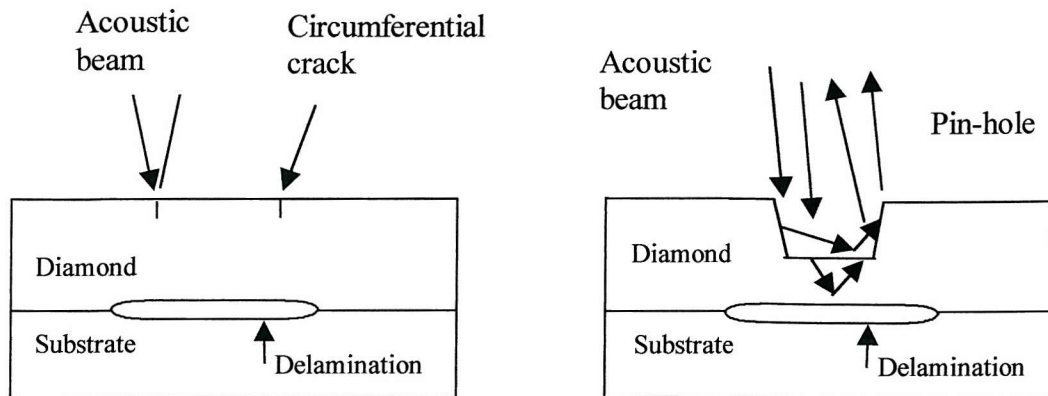 Acoustic
beam
Circumferential
crack
Diamond
Substrate
Delamination
Acoustic
beam
Pin-hole
Diamond
Substrate
Delamination